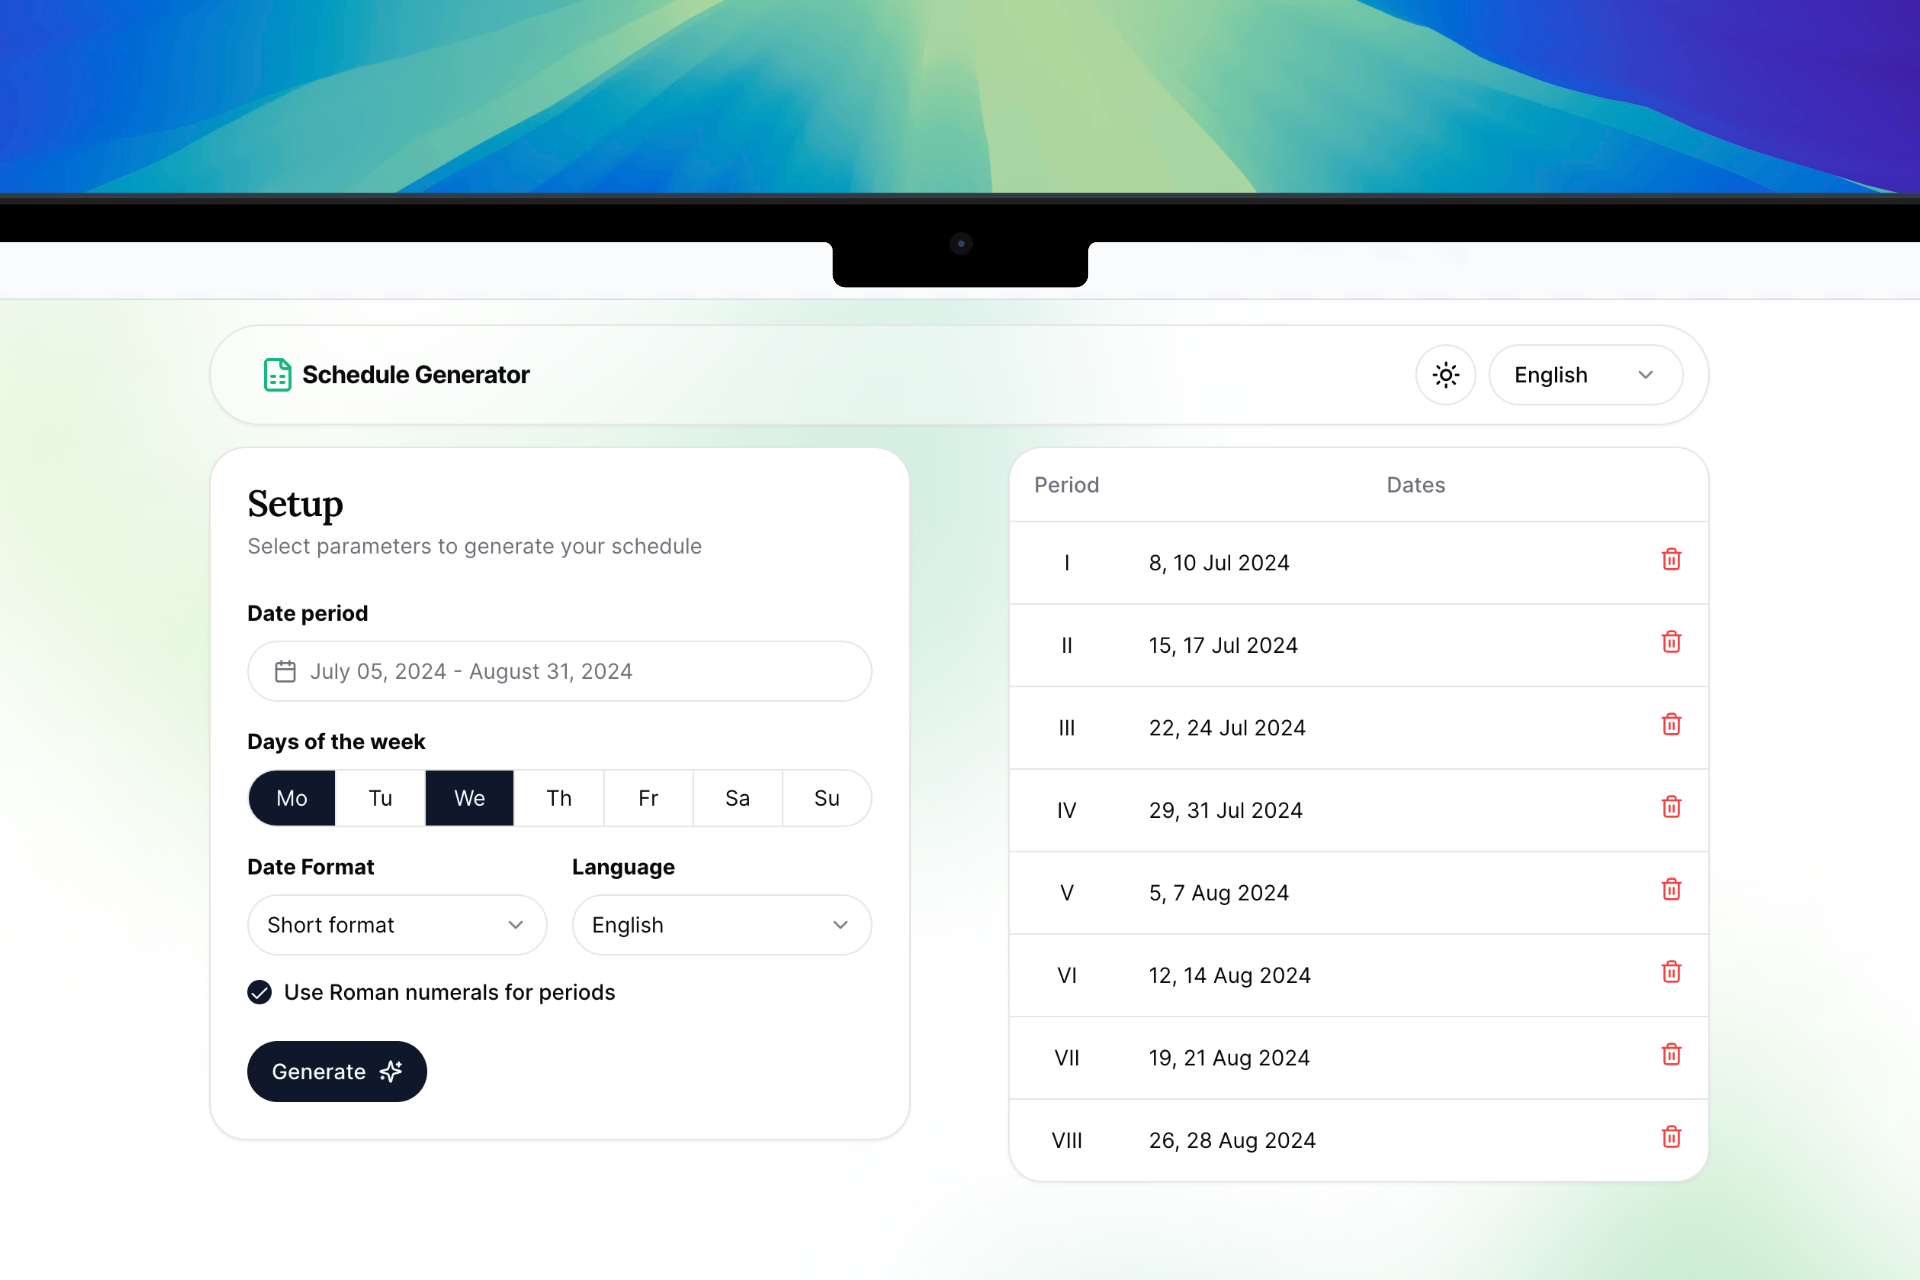 Schedule Generator
English
Setup
Select parameters to generate your schedule
Date period
July 05, 2024 - August 31, 2024
Days of the week
Mo Tu We Th Fr Sa Su
Date Format
Language
Short format
English
Use Roman numerals for periods
Generate
Period Dates
I 8, 10 Jul 2024
II 15, 17 Jul 2024
III 22, 24 Jul 2024
IV 29, 31 Jul 2024
V 5, 7 Aug 2024
VI 12, 14 Aug 2024
VII 19, 21 Aug 2024
VIII 26, 28 Aug 2024